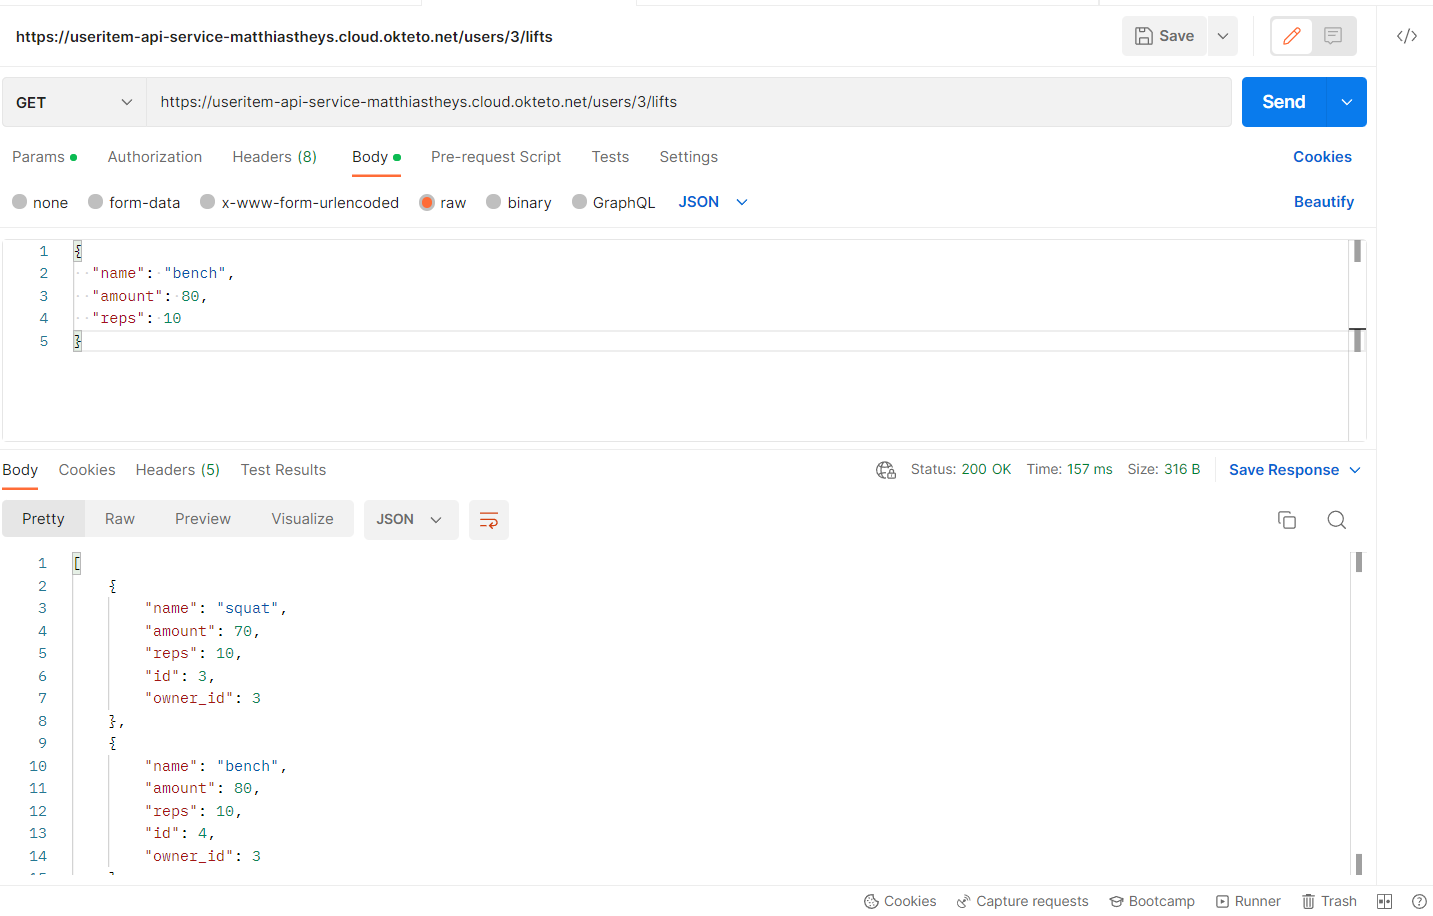 https://useritem-api-service-matthiastheys.cloud.okteto.net/users/3/lifts
Save
GET
https://useritem-api-service-matthiastheys.cloud.okteto.net/users/3/lifts
Send
Params Authorization Headers (8) Body Pre-request Script Tests Settings Cookies
none form-data x-www-form-urlencoded raw binary GraphQL JSON Beautify
1 {
2 "name": "bench",
3 "amount": 80,
4 "reps": 10
5 }
Body Cookies Headers (5) Test Results Status: 200 OK Time: 157 ms Size: 316 B Save Response
Pretty Raw Preview Visualize JSON
1 [
2 {
3 "name": "squat",
4 "amount": 70,
5 "reps": 10,
6 "id": 3,
7 "owner_id": 3
8 },
9 {
10 "name": "bench",
11 "amount": 80,
12 "reps": 10,
13 "id": 4,
14 "owner_id": 3
Cookies Capture requests Bootcamp Runner Trash